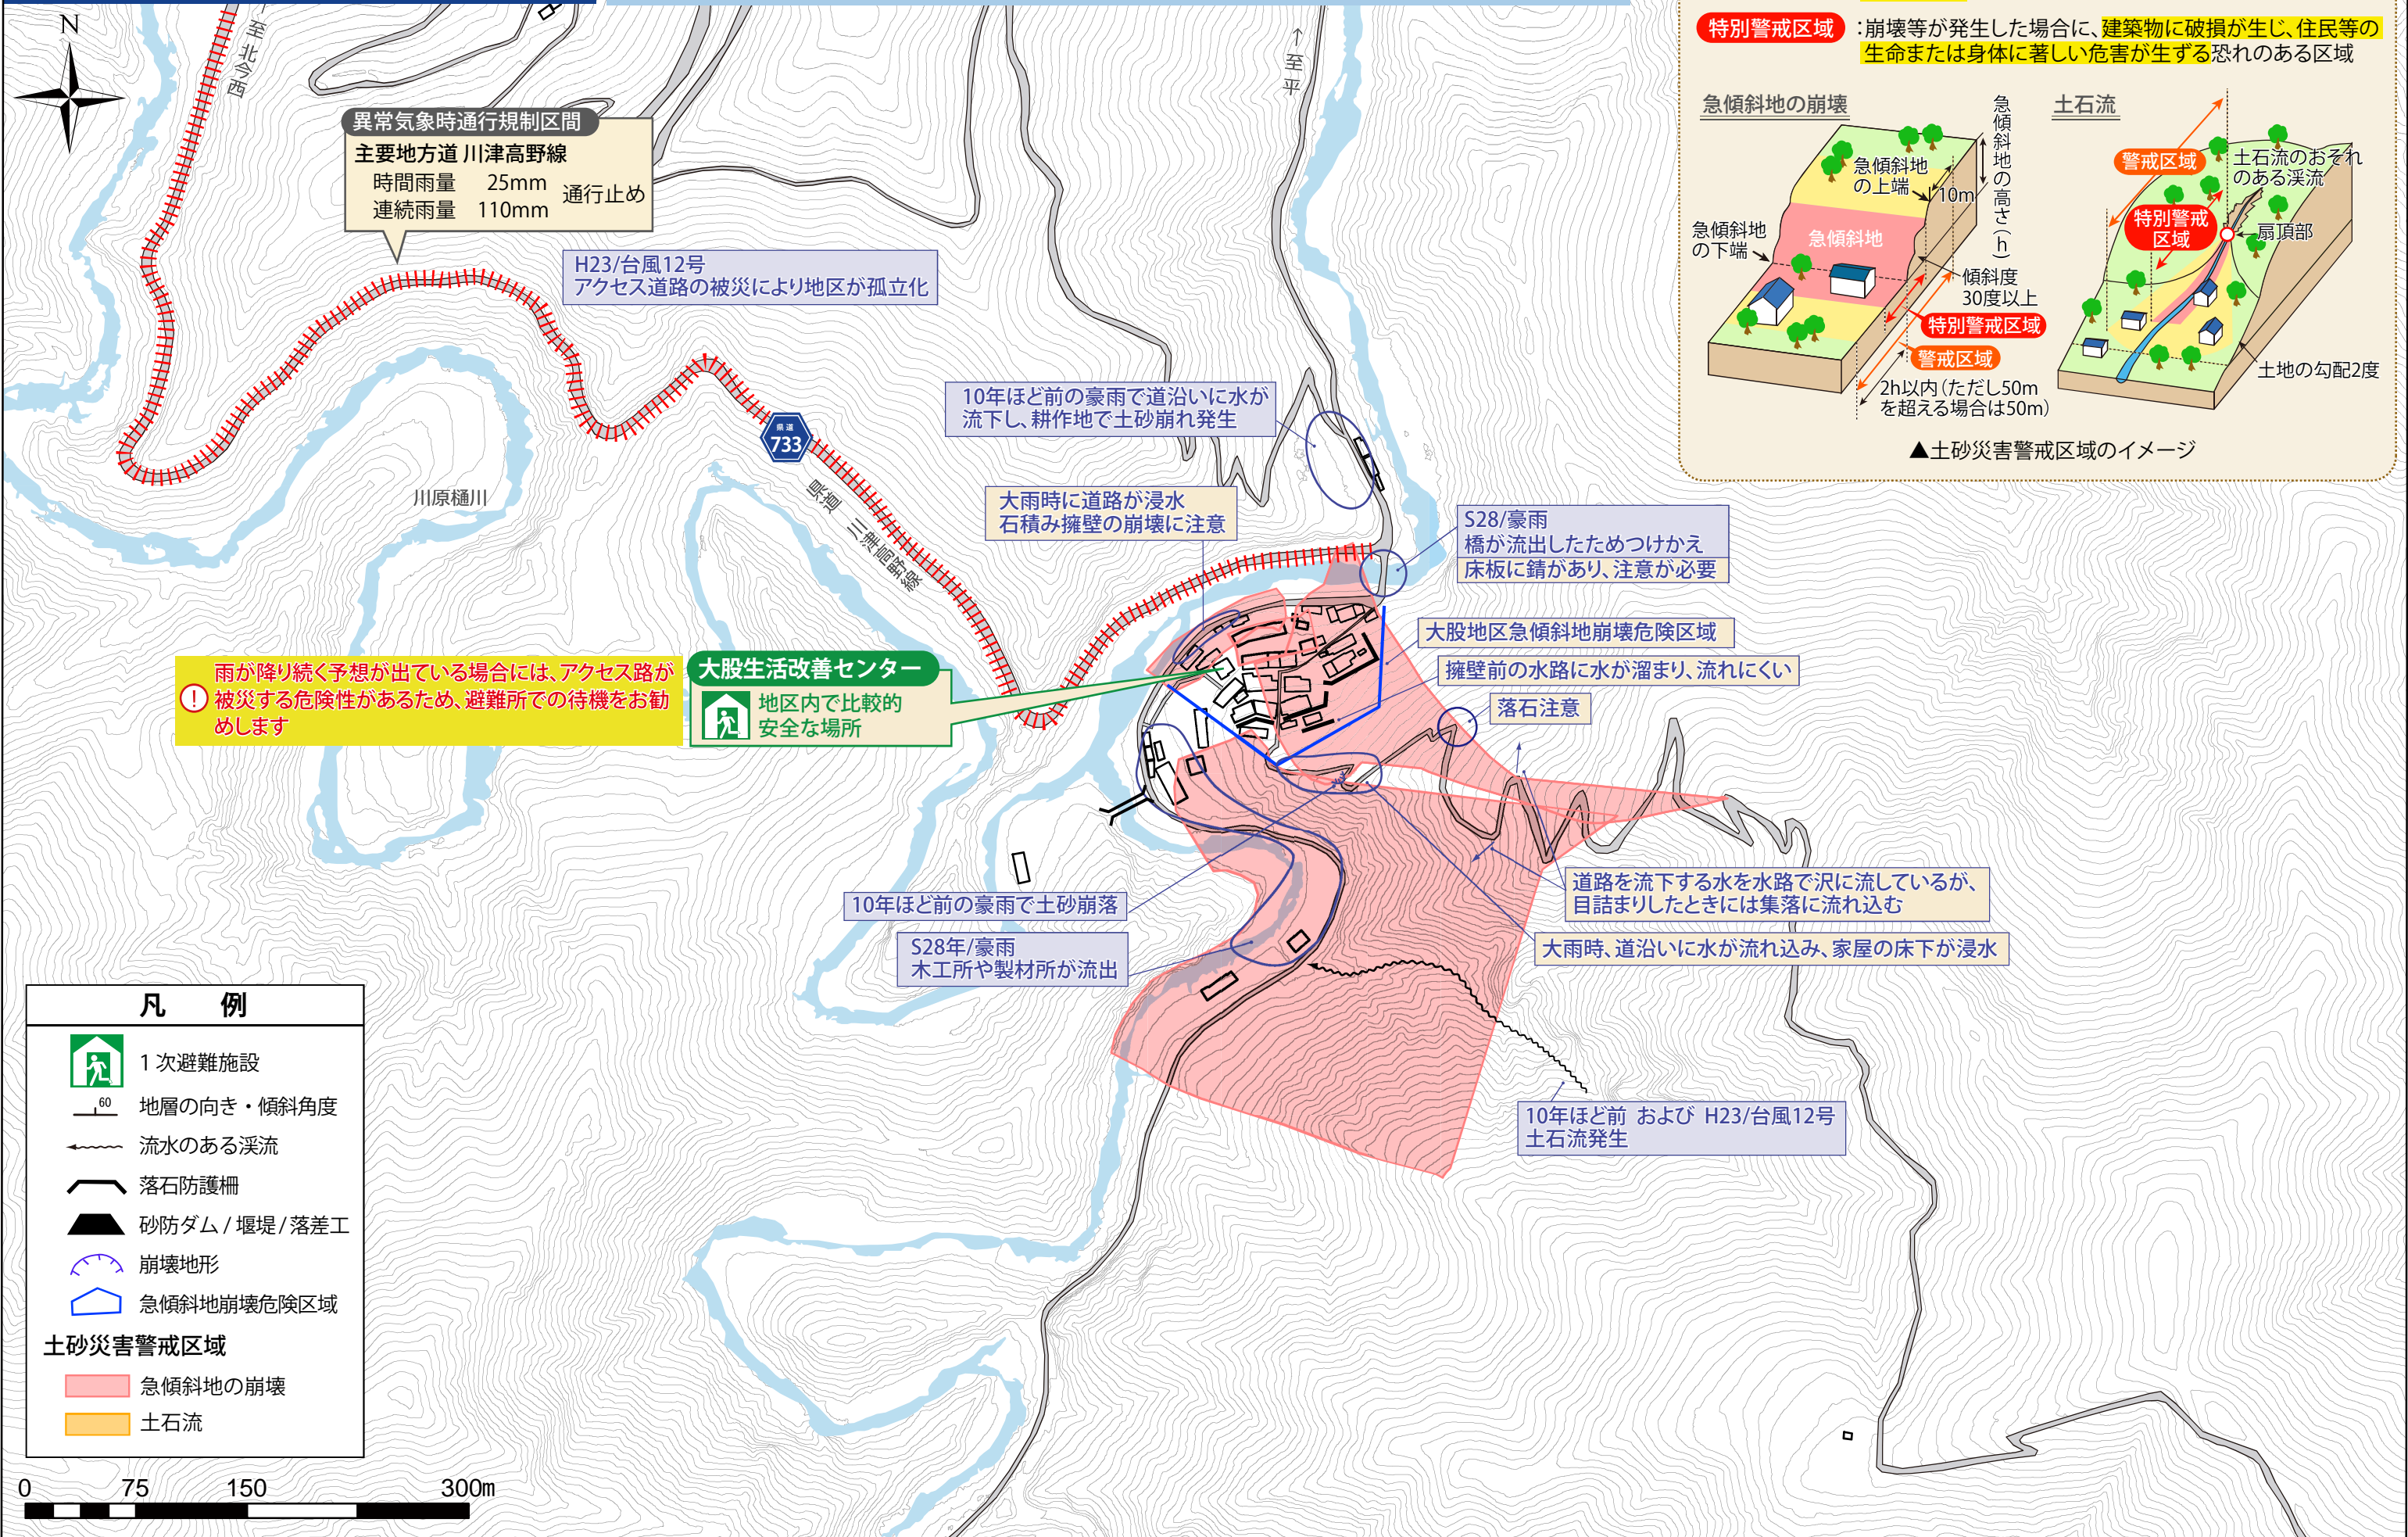 N
↑至 北今西
↑至 平
異常気象時通行規制区間
主要地方道 川津高野線
時間雨量 25mm
連続雨量 110mm
通行止め
H23/台風12号
アクセス道路の被災により地区が孤立化
県道
733
県道 川津高野線
川原樋川
10年ほど前の豪雨で道沿いに水が
流下し、耕作地で土砂崩れ発生
大雨時に道路が浸水
石積み擁壁の崩壊に注意
S28/豪雨
橋が流出したためつけかえ
床板に錆があり、注意が必要
大股地区急傾斜地崩壊危険区域
擁壁前の水路に水が溜まり、流れにくい
落石注意
雨が降り続く予想が出ている場合には、アクセス路が
被災する危険性があるため、避難所での待機をお勧
めします
大股生活改善センター
地区内で比較的
安全な場所
道路を流下する水を水路で沢に流しているが、
目詰まりしたときには集落に流れ込む
10年ほど前の豪雨で土砂崩落
大雨時、道沿いに水が流れ込み、家屋の床下が浸水
S28年/豪雨
木工所や製材所が流出
10年ほど前 および H23/台風12号
土石流発生
特別警戒区域 :崩壊等が発生した場合に、建築物に破損が生じ、住民等の
生命または身体に著しい危害が生ずる恐れのある区域
急傾斜地の崩壊
急傾斜地
の上端
10m
急傾斜地の高さ(h)
急傾斜地
の下端
急傾斜地
傾斜度
30度以上
特別警戒区域
警戒区域
2h以内(ただし50m
を超える場合は50m)
土石流
警戒区域
土石流のおそれ
のある渓流
特別警戒
区域
扇頂部
土地の勾配2度
▲土砂災害警戒区域のイメージ
凡 例
1次避難施設
60
地層の向き・傾斜角度
流水のある渓流
落石防護柵
砂防ダム/堰堤/落差工
崩壊地形
急傾斜地崩壊危険区域
土砂災害警戒区域
急傾斜地の崩壊
土石流
0 75 150 300m